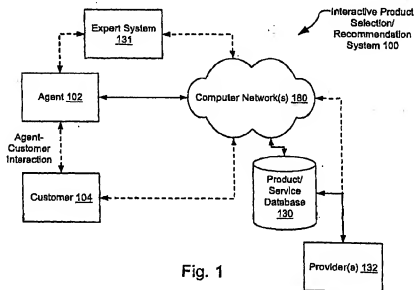 Interactive Product
Selection/
Recommendation
System 100
Expert System
131
Agent 102
Computer Network(s) 180
Agent-
Customer
Interaction
Customer 104
Product/
Service
Database
130
Provider(s) 132
Fig. 1